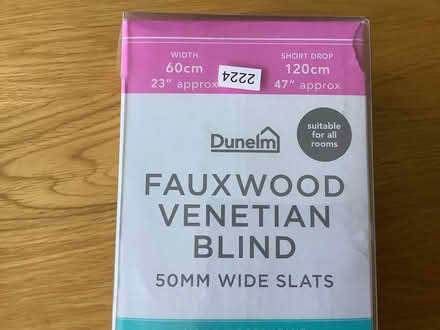 WIDTH
60cm
23" approx
2224
SHORT DROP
120cm
47" approx
Dunelm
suitable
for all
rooms
FAUXWOOD
VENETIAN
BLIND
50MM WIDE SLATS